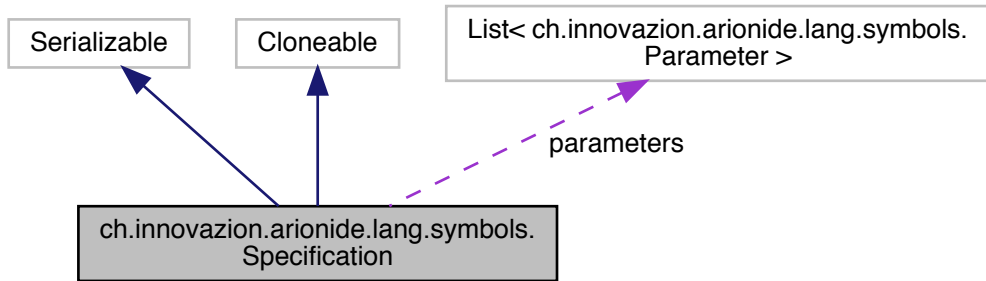 Serializable
Cloneable
List< ch.innovazion.arionide.lang.symbols.
Parameter >
parameters
ch.innovazion.arionide.lang.symbols.
Specification